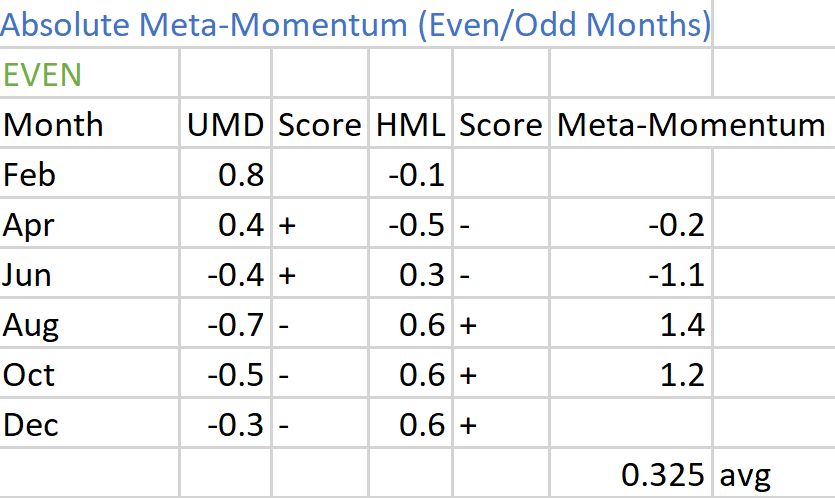 Absolute Meta-Momentum (Even/Odd Months)
EVEN
Month UMD Score HML Score Meta-Momentum
Feb 0.8 -0.1
Apr 0.4 + -0.5 - -0.2
Jun -0.4 + 0.3 - -1.1
Aug -0.7 - 0.6 + 1.4
Oct -0.5 - 0.6 + 1.2
Dec -0.3 - 0.6 +
0.325 avg